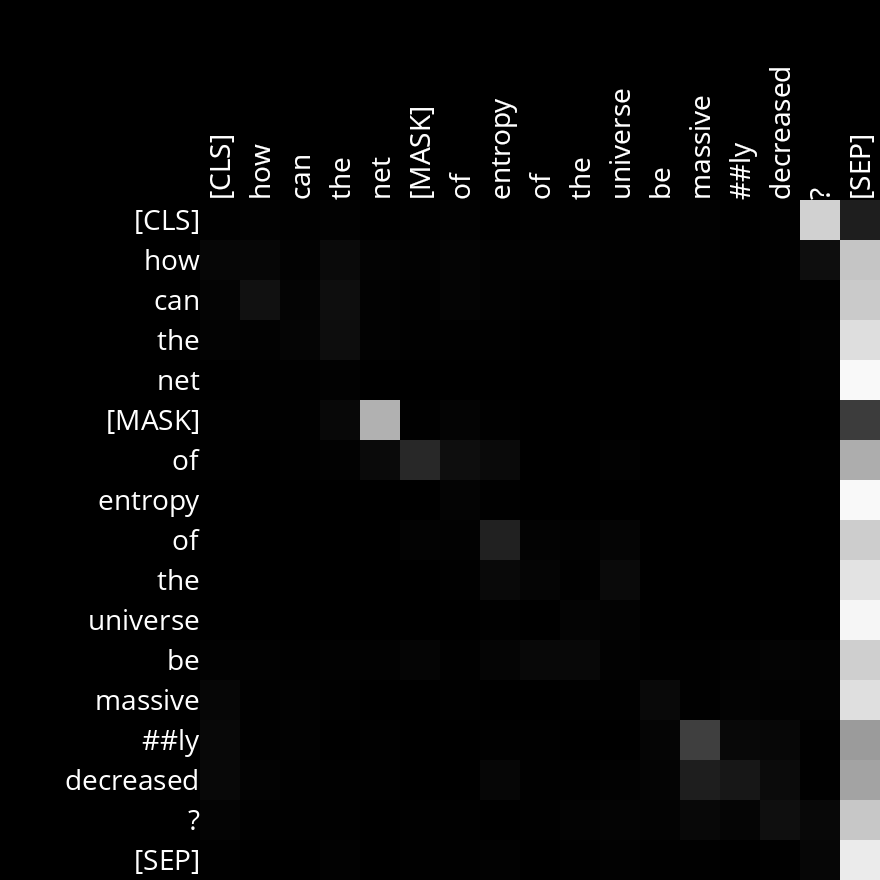 [CLS] how can the net [MASK] of entropy of the universe be massive ##ly decreased ? [SEP]
[CLS]
how
can
the
net
[MASK]
of
entropy
of
the
universe
be
massive
##ly
decreased
?
[SEP]